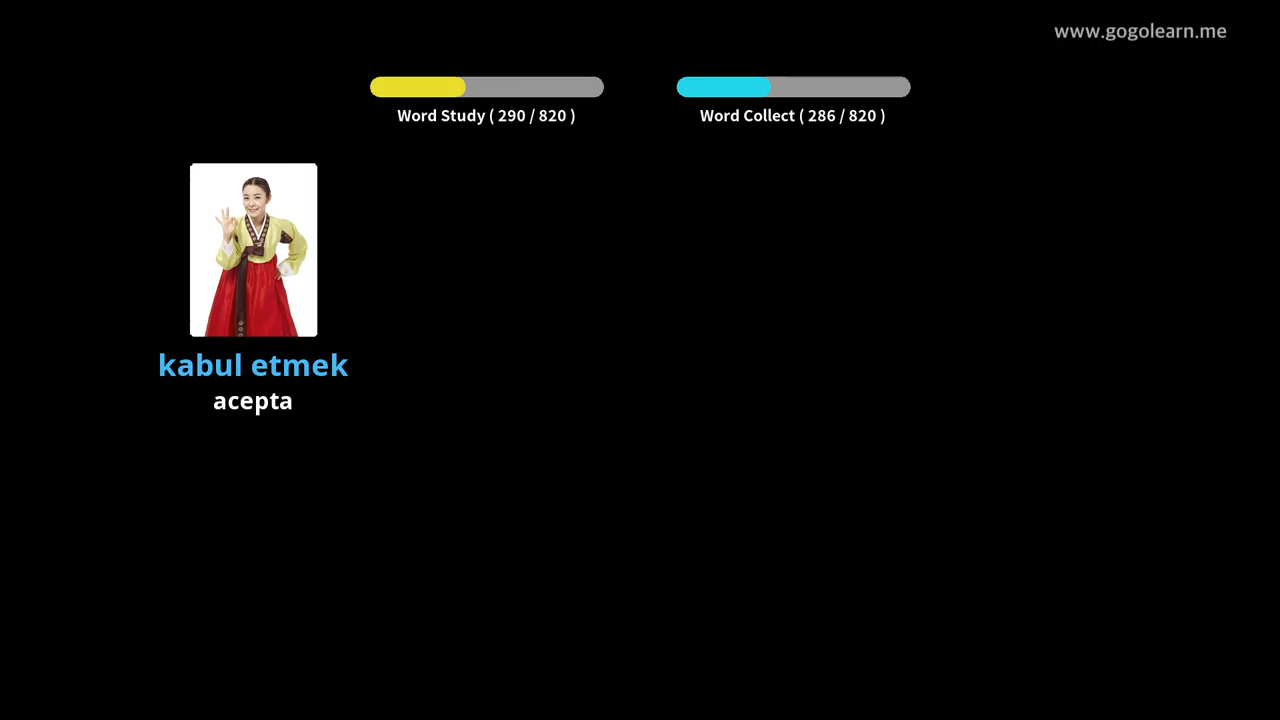 www.gogolearn.me
Word Study ( 290 / 820 )
Word Collect ( 286 / 820 )
kabul etmek
acepta